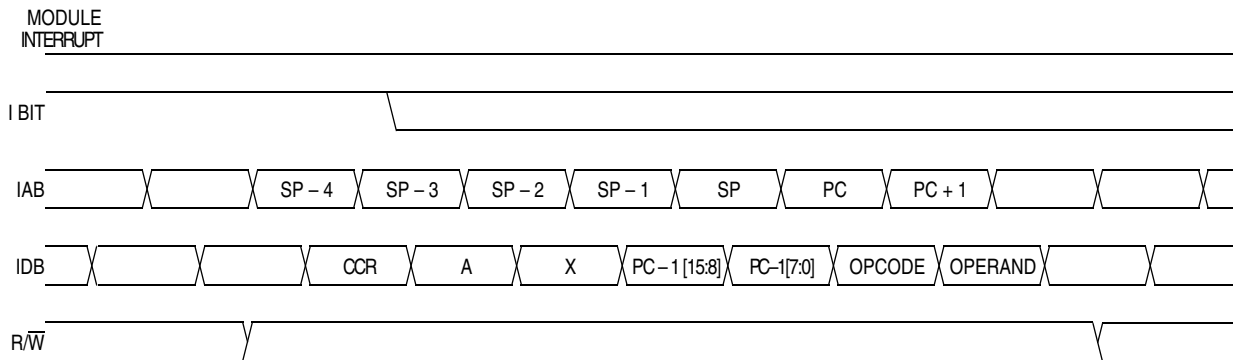 MODULE
INTERRUPT
I BIT
IAB SP – 4 SP – 3 SP – 2 SP – 1 SP PC PC + 1
IDB CCR A X PC – 1 [15:8] PC–1[7:0] OPCODE OPERAND
R/W̅